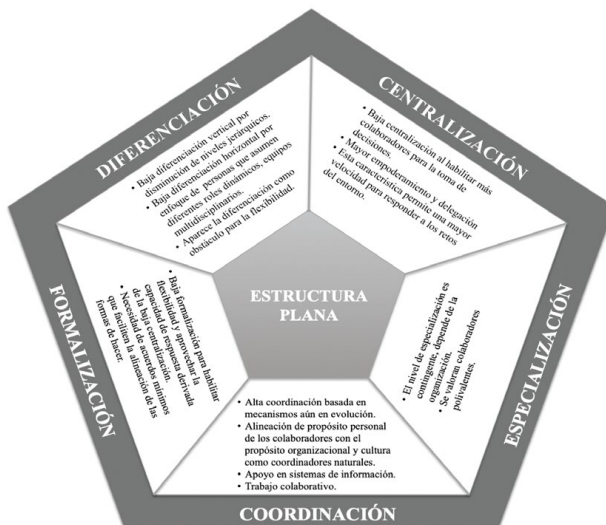 DIFERENCIACIÓN
• Baja diferenciación vertical por
disminución de niveles jerárquicos.
• Baja diferenciación horizontal por
enfoque de personas que asumen
diferentes roles dinámicos, equipos
multidisciplinarios.
• Aparece la diferenciación como
obstáculo para la flexibilidad.
CENTRALIZACIÓN
• Baja centralización al habilitar más
colaboradores para la toma de
decisiones.
• Mayor empoderamiento y delegación
• Esta característica permite una mayor
velocidad para responder a los retos
del entorno.
FORMALIZACIÓN
• Baja formalización para habilitar
flexibilidad y aprovechar la
capacidad de respuesta derivada
de la baja centralización.
• Necesidad de acuerdos mínimos
que faciliten la alineación de las
formas de hacer.
ESTRUCTURA
PLANA
• El nivel de especialización es
contingente, depende de la
organización.
• Se valoran colaboradores
polivalentes.
ESPECIALIZACIÓN
• Alta coordinación basada en
mecanismos aún en evolución.
• Alineación de propósito personal
de los colaboradores con el
propósito organizacional y cultura
como coordinadores naturales.
• Apoyo en sistemas de información.
• Trabajo colaborativo.
COORDINACIÓN